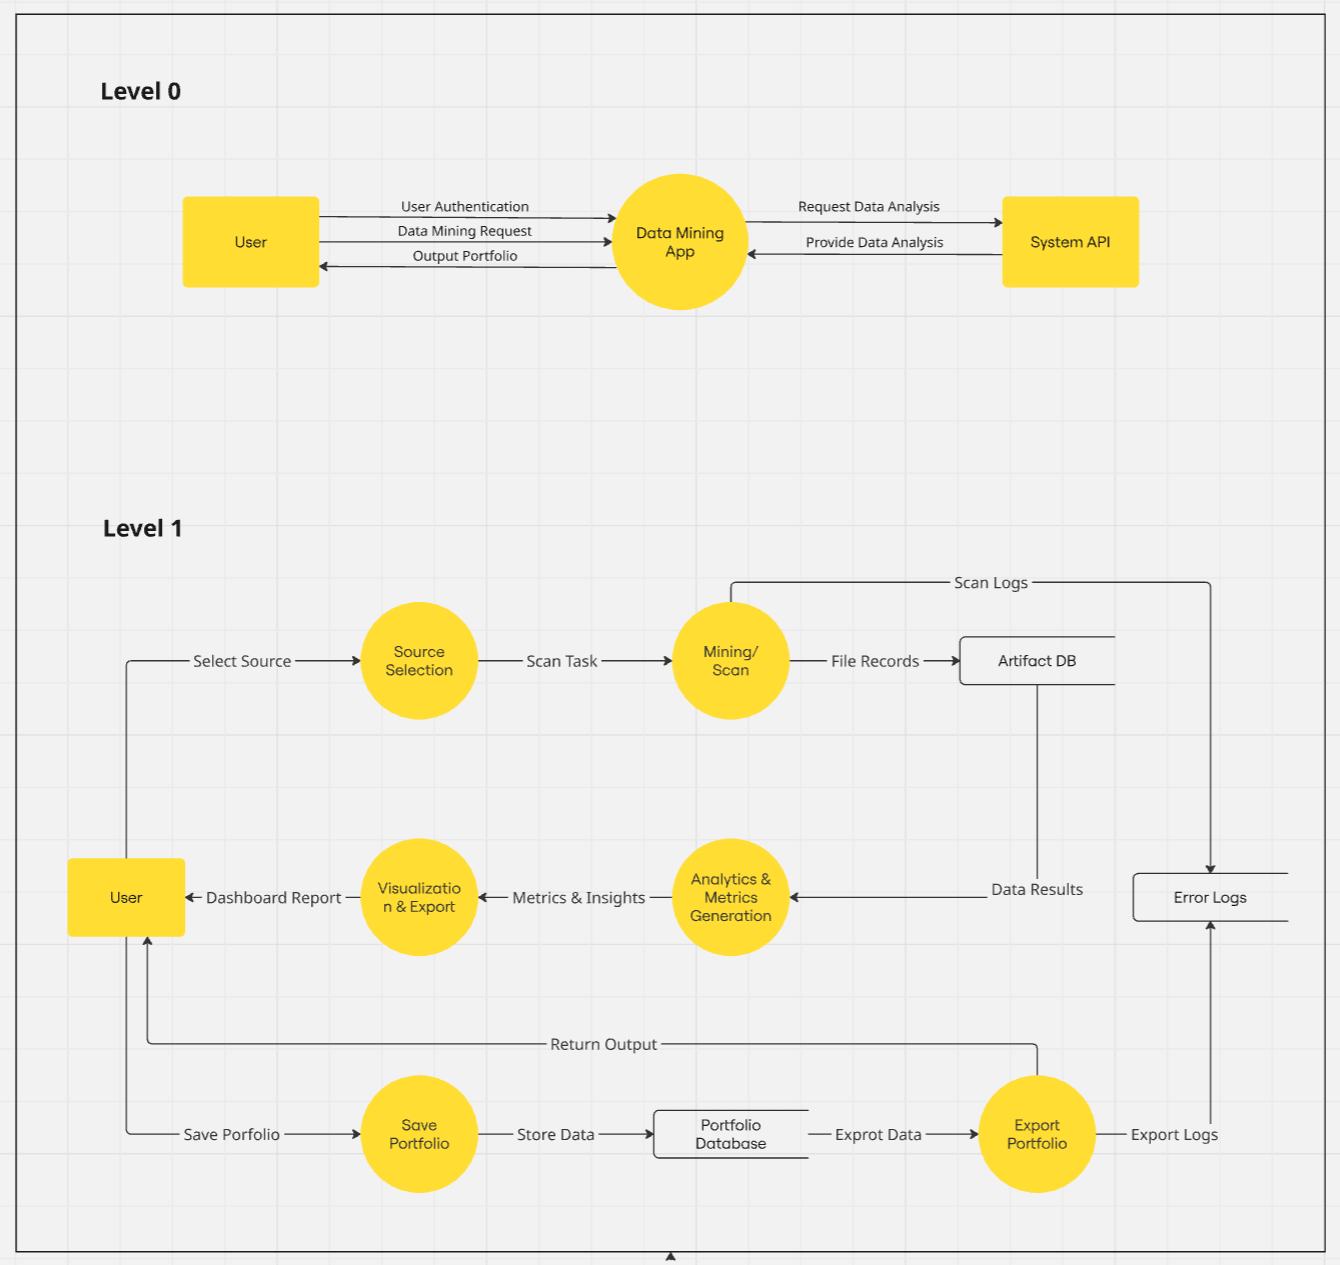 Level 0
User Authentication
Data Mining Request
Output Portfolio
User
Data Mining
App
Request Data Analysis
Provide Data Analysis
System API
Level 1
Scan Logs
Select Source
Source
Selection
Scan Task
Mining/
Scan
File Records
Artifact DB
User
Dashboard Report
Visualizatio
n & Export
Metrics & Insights
Analytics &
Metrics
Generation
Data Results
Error Logs
Return Output
Save Porfolio
Save
Portfolio
Store Data
Portfolio
Database
Exprot Data
Export
Portfolio
Export Logs